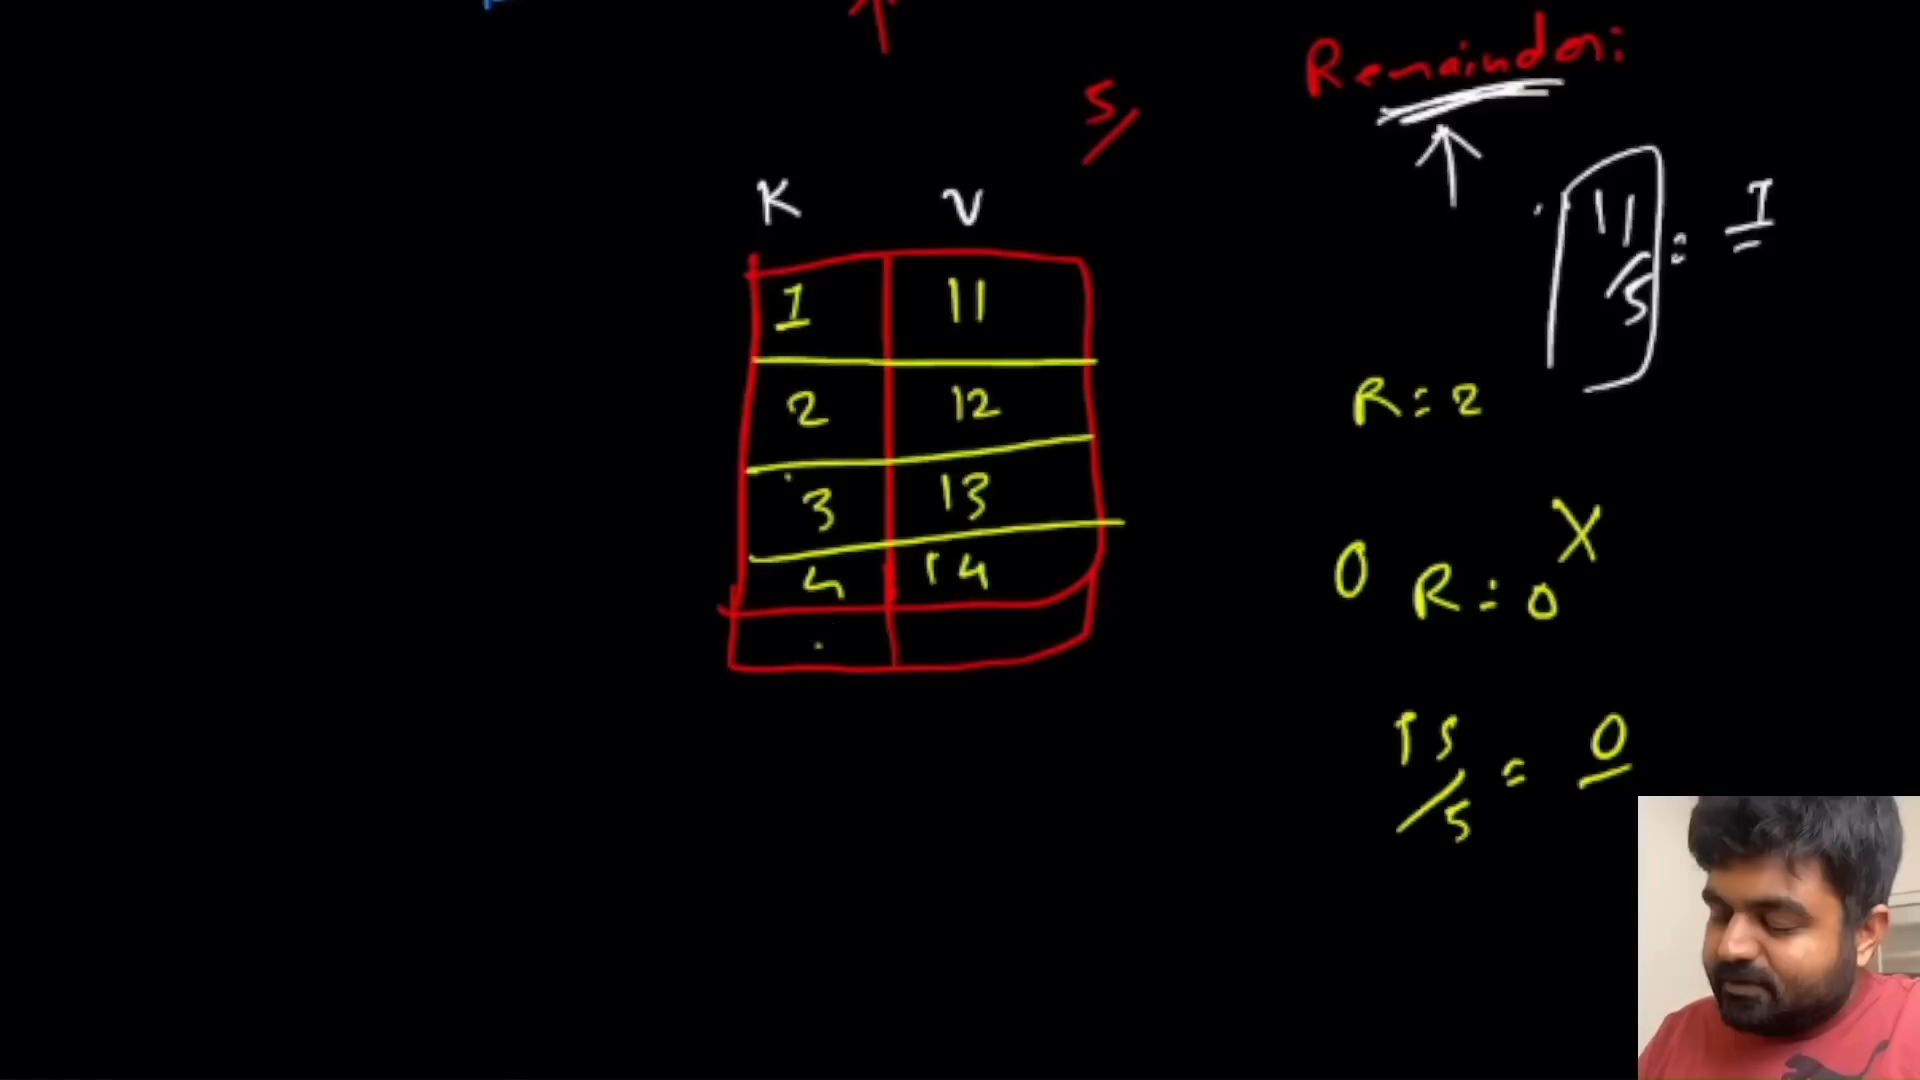 Remainder:
5/
K V
11/5 = 1
1 11
2 12
R = 2
3 13
0 R = 0 X
4 14
15/5 = 0